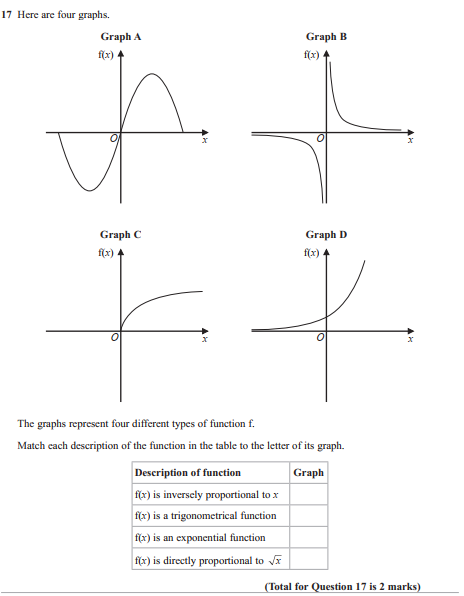 17 Here are four graphs.
Graph A Graph B
f(x) f(x)
O x O x
Graph C Graph D
f(x) f(x)
O x O x
The graphs represent four different types of function f.
Match each description of the function in the table to the letter of its graph.
Description of function Graph
f(x) is inversely proportional to x
f(x) is a trigonometrical function
f(x) is an exponential function
f(x) is directly proportional to √x
(Total for Question 17 is 2 marks)